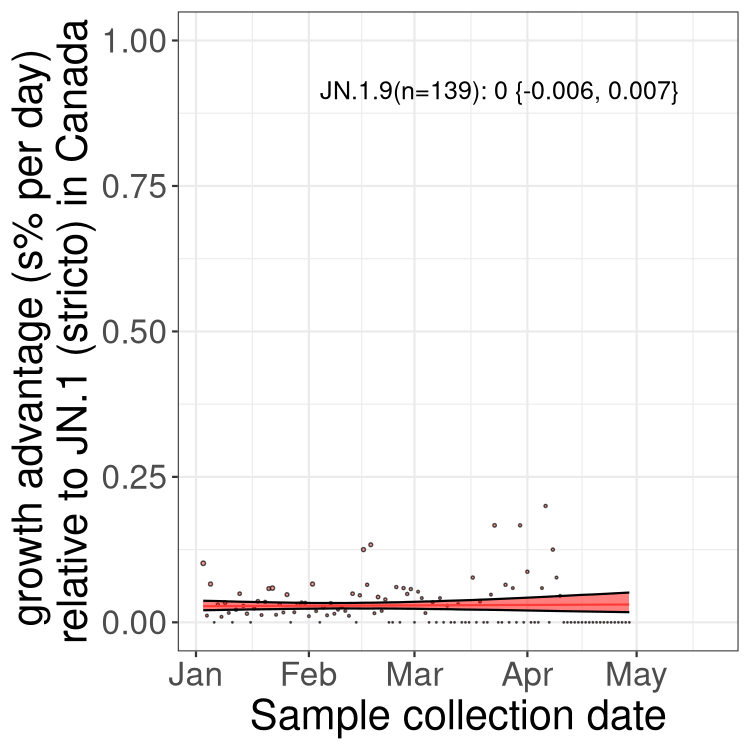 growth advantage (s% per day)
relative to JN.1 (stricto) in Canada
1.00
0.75
0.50
0.25
0.00
JN.1.9(n=139): 0 {-0.006, 0.007}
Jan Feb Mar Apr May
Sample collection date